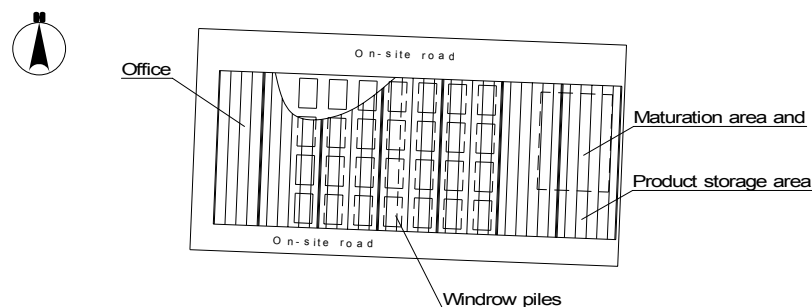 On-site road
Office
Maturation area and
Product storage area
On-site road
Windrow piles